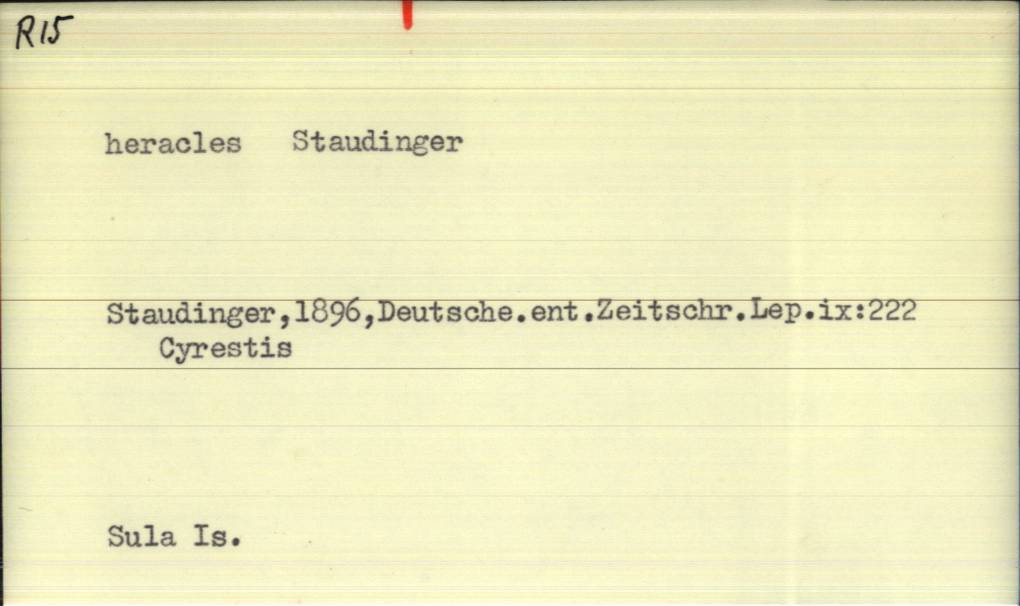 R15
heracles Staudinger
Staudinger,1896,Deutsche.ent.Zeitschr.Lep.ix:222
Cyrestis
Sula Is.